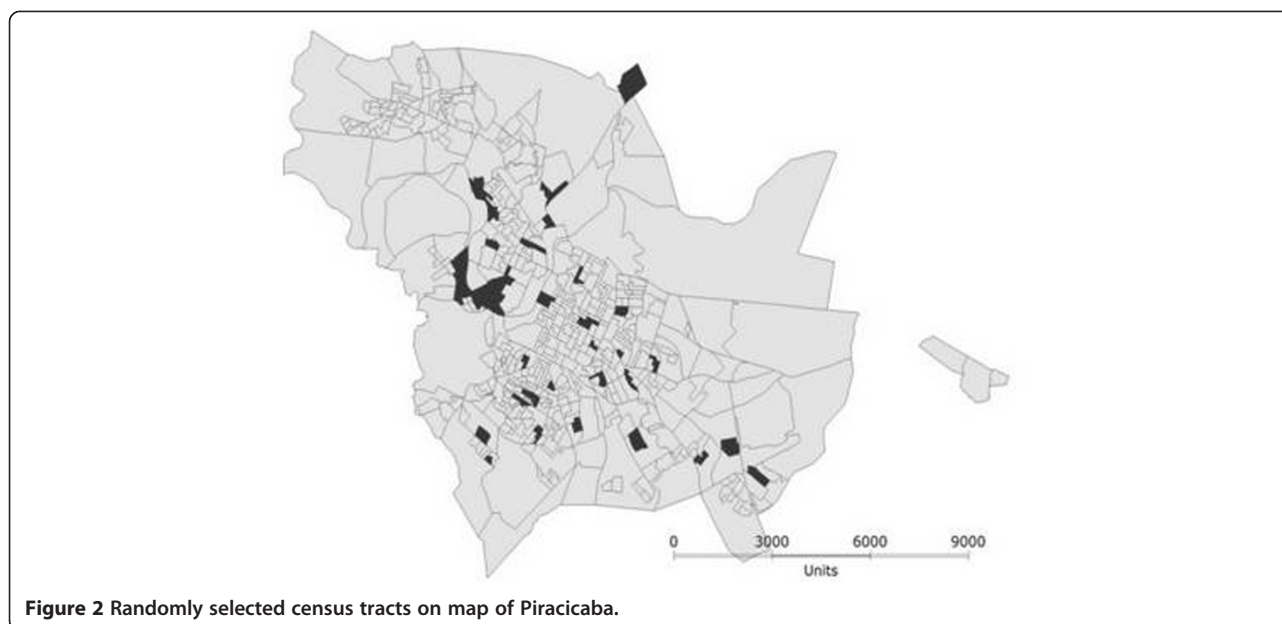 0 3000 6000 9000
Units
Figure 2 Randomly selected census tracts on map of Piracicaba.